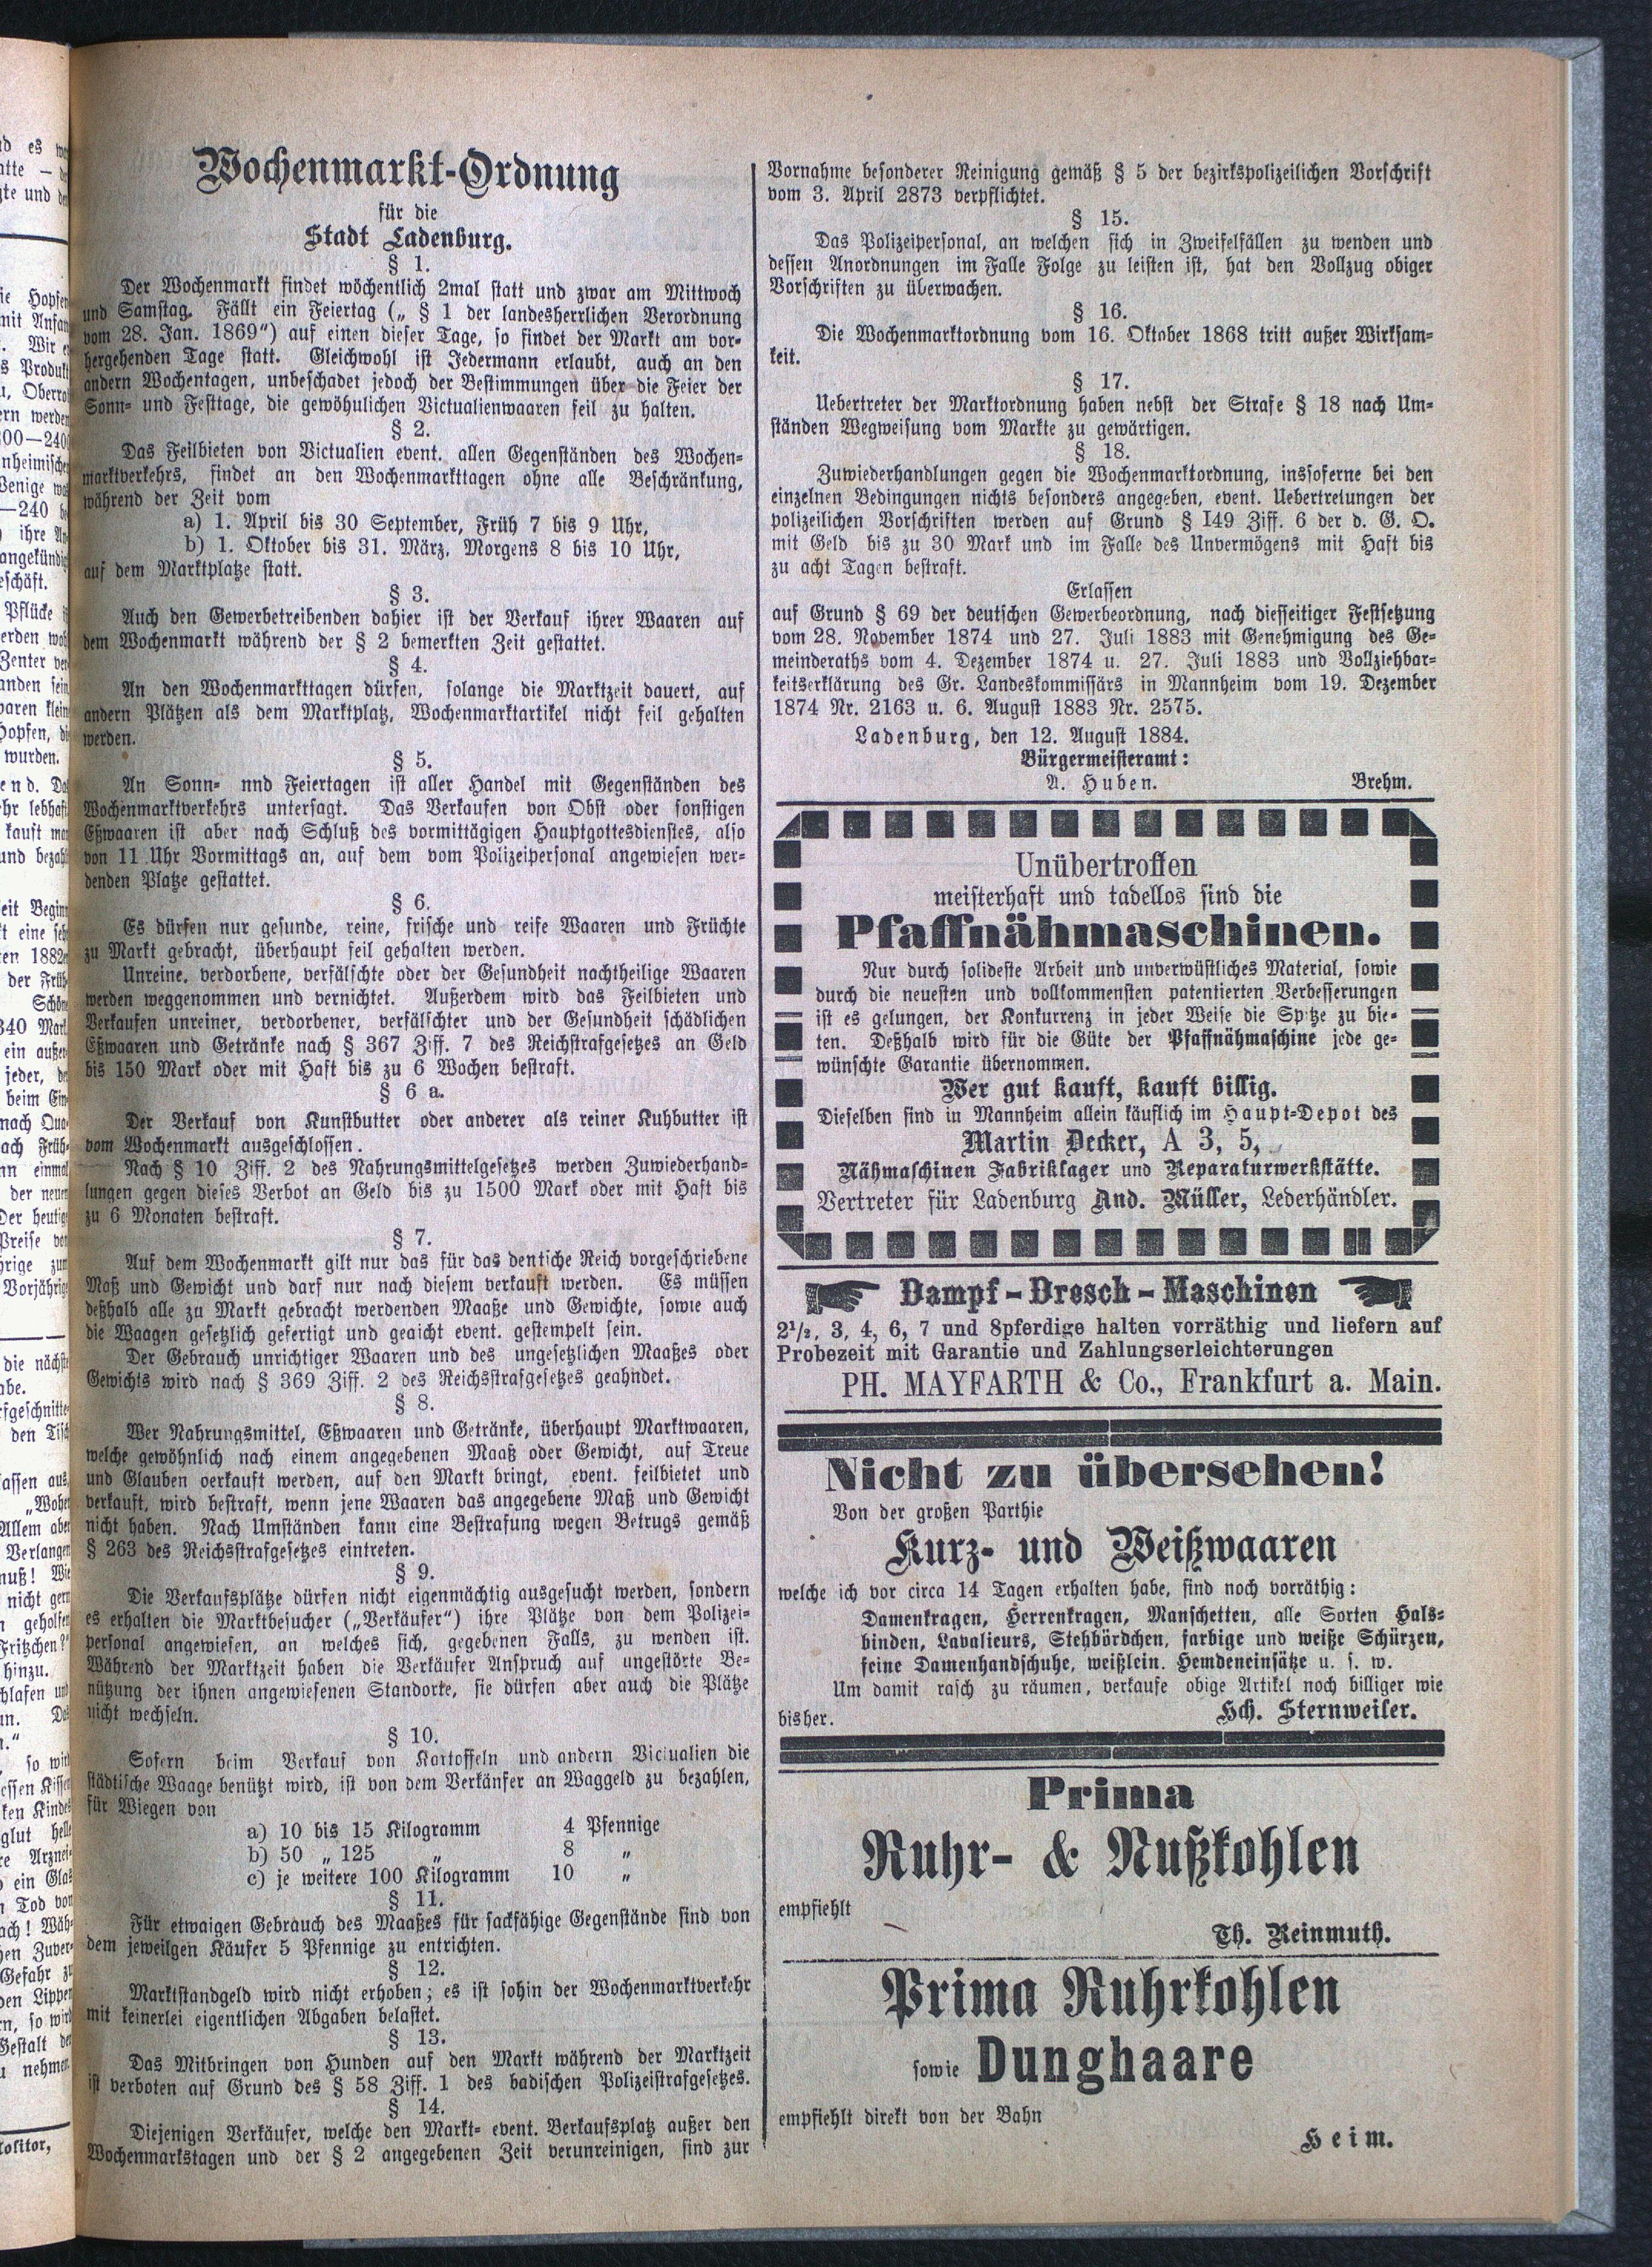 Wochenmarkt-Ordnung
für die
Stadt Ladenburg.
§ 1.
Der Wochenmarkt findet wöchentlich 2mal statt und zwar am Mittwoch
und Samstag. Fällt ein Feiertag („ § 1 der landesherrlichen Verordnung
vom 28. Jan. 1869“) auf einen dieser Tage, so findet der Markt am vor-
hergehenden Tage statt. Gleichwohl ist Jedermann erlaubt, auch an den
andern Wochentagen, unbeschadet jedoch der Bestimmungen über die Feier der
Sonn- und Festtage, die gewöhulichen Victualienwaaren feil zu halten.
§ 2.
Das Feilbieten von Victualien event. allen Gegenständen des Wochen-
marktverkehrs, findet an den Wochenmarkttagen ohne alle Beschränkung,
während der Zeit vom
a) 1. April bis 30 September, Früh 7 bis 9 Uhr,
b) 1. Oktober bis 31. März, Morgens 8 bis 10 Uhr,
auf dem Marktplatze statt.
§ 3.
Auch den Gewerbetreibenden dahier ist der Verkauf ihrer Waaren auf
dem Wochenmarkt während der § 2 bemerkten Zeit gestattet.
§ 4.
An den Wochenmarkttagen dürfen, solange die Marktzeit dauert, auf
andern Plätzen als dem Marktplatz, Wochenmarktartikel nicht feil gehalten
werden.
§ 5.
An Sonn- nnd Feiertagen ist aller Handel mit Gegenständen des
Wochenmarktverkehrs untersagt. Das Verkaufen von Obst oder sonstigen
Eßwaaren ist aber nach Schluß des vormittägigen Hauptgottesdienstes, also
von 11 Uhr Vormittags an, auf dem vom Polizeipersonal angewiesen wer-
denden Platze gestattet.
§ 6.
Es dürfen nur gesunde, reine, frische und reife Waaren und Früchte
zu Markt gebracht, überhaupt feil gehalten werden.
Unreine, verdorbene, verfälschte oder der Gesundheit nachtheilige Waaren
werden weggenommen und vernichtet. Außerdem wird das Feilbieten und
Verkaufen unreiner, verdorbener, verfälschter und der Gesundheit schädlichen
Eßwaaren und Getränke nach § 367 Ziff. 7 des Reichstrafgesetzes an Geld
bis 150 Mark oder mit Haft bis zu 6 Wochen bestraft.
§ 6 a.
Der Verkauf von Kunstbutter oder anderer als reiner Kuhbutter ist
vom Wochenmarkt ausgeschlossen.
Nach § 10 Ziff. 2 des Nahrungsmittelgesetzes werden Zuwiederhand-
lungen gegen dieses Verbot an Geld bis zu 1500 Mark oder mit Haft bis
zu 6 Monaten bestraft.
§ 7.
Auf dem Wochenmarkt gilt nur das für das dentiche Reich vorgeschriebene
Maß und Gewicht und darf nur nach diesem verkauft werden. Es müssen
deßhalb alle zu Markt gebracht werdenden Maaße und Gewichte, sowie auch
die Waagen gesetzlich gefertigt und geaicht event. gestempelt sein.
Der Gebrauch unrichtiger Waaren und des ungesetzlichen Maaßes oder
Gewichts wird nach § 369 Ziff. 2 des Reichsstrafgesetzes geahndet.
§ 8.
Wer Nahrungsmittel, Eßwaaren und Getränke, überhaupt Marktwaaren,
welche gewöhnlich nach einem angegebenen Maaß oder Gewicht, auf Treue
und Glauben oerkauft werden, auf den Markt bringt, event. feilbietet und
verkauft, wird bestraft, wenn jene Waaren das angegebene Maß und Gewicht
nicht haben. Nach Umständen kann eine Bestrafung wegen Betrugs gemäß
§ 263 des Reichsstrafgesetzes eintreten.
§ 9.
Die Verkaufsplätze dürfen nicht eigenmächtig ausgesucht werden, sondern
es erhalten die Marktbesucher („Verkäufer“) ihre Plätze von dem Polizei-
personal angewiesen, an welches sich, gegebenen Falls, zu wenden ist.
Während der Marktzeit haben die Verkäufer Anspruch auf ungestörte Be-
nützung der ihnen angewiesenen Standorte, sie dürfen aber auch die Plätze
nicht wechseln.
§ 10.
Sofern beim Verkauf von Kartoffeln und andern Victualien die
städtische Waage benützt wird, ist von dem Verkänfer an Waggeld zu bezahlen,
für Wiegen von
a) 10 bis 15 Kilogramm 4 Pfennige
b) 50 „ 125 „ 8 „
c) je weitere 100 Kilogramm 10 „
§ 11.
Für etwaigen Gebrauch des Maaßes für sackfähige Gegenstände sind von
dem jeweilgen Käufer 5 Pfennige zu entrichten.
§ 12.
Marktstandgeld wird nicht erhoben; es ist sohin der Wochenmarktverkehr
mit keinerlei eigentlichen Abgaben belastet.
§ 13.
Das Mitbringen von Hunden auf den Markt während der Marktzeit
ist verboten auf Grund des § 58 Ziff. 1 des badischen Polizeistrafgesetzes.
§ 14.
Diejenigen Verkäufer, welche den Markt- event. Verkaufsplatz außer den
Wochenmarkstagen und der § 2 angegebenen Zeit verunreinigen, sind zur
Vornahme besonderer Reinigung gemäß § 5 der bezirkspolizeilichen Vorschrift
vom 3. April 2873 verpflichtet.
§ 15.
Das Polizeipersonal, an welchen sich in Zweifelfällen zu wenden und
dessen Anordnungen im Falle Folge zu leisten ist, hat den Vollzug obiger
Vorschriften zu überwachen.
§ 16.
Die Wochenmarktordnung vom 16. Oktober 1868 tritt außer Wirksam-
keit.
§ 17.
Uebertreter der Marktordnung haben nebst der Strafe § 18 nach Um-
ständen Wegweisung vom Markte zu gewärtigen.
§ 18.
Zuwiederhandlungen gegen die Wochenmarktordnung, inssoferne bei den
einzelnen Bedingungen nichts besonders angegeben, event. Uebertretungen der
polizeilichen Vorschriften werden auf Grund § 149 Ziff. 6 der d. G. O.
mit Geld bis zu 30 Mark und im Falle des Unvermögens mit Haft bis
zu acht Tagen bestraft.
Erlassen
auf Grund § 69 der deutschen Gewerbeordnung, nach diesseitiger Festsetzung
vom 28. November 1874 und 27. Juli 1883 mit Genehmigung des Ge-
meinderaths vom 4. Dezember 1874 u. 27. Juli 1883 und Vollziehbar-
keitserklärung des Gr. Landeskommissärs in Mannheim vom 19. Dezember
1874 Nr. 2163 u. 6. August 1883 Nr. 2575.
Ladenburg, den 12. August 1884.
Bürgermeisteramt:
A. Huben. Brehm.
Unübertroffen
meisterhaft und tadellos sind die
Pfaffnähmaschinen.
Nur durch solideste Arbeit und unverwüstliches Material, sowie
durch die neuesten und vollkommensten patentierten Verbesserungen
ist es gelungen, der Konkurrenz in jeder Weise die Spitze zu bie-
ten. Deßhalb wird für die Güte der Pfaffnähmaschine jede ge-
wünschte Garantie übernommen.
Wer gut kauft, kauft billig.
Dieselben sind in Mannheim allein käuflich im Haupt-Depot des
Martin Decker, A 3, 5,
Nähmaschinen Fabriklager und Reparaturwerkstätte.
Vertreter für Ladenburg And. Müller, Lederhändler.
Dampf-Dresch-Maschinen
2½, 3, 4, 6, 7 und 8pferdige halten vorräthig und liefern auf
Probezeit mit Garantie und Zahlungserleichterungen
PH. MAYFARTH & Co., Frankfurt a. Main.
Nicht zu übersehen!
Von der großen Parthie
Kurz- und Weißwaaren
welche ich vor circa 14 Tagen erhalten habe, sind noch vorräthig:
Damenkragen, Herrenkragen, Manschetten, alle Sorten Hals-
binden, Lavalieurs, Stehbördchen, farbige und weiße Schürzen,
feine Damenhandschuhe, weißlein. Hemdeneinsätze u. s. w.
Um damit rasch zu räumen, verkaufe obige Artikel noch billiger wie
bisher. Hch. Sternweiler.
Prima
Ruhr- & Nußkohlen
empfiehlt
Th. Reinmuth.
Prima Ruhrkohlen
sowie Dunghaare
empfiehlt direkt von der Bahn
Heim.